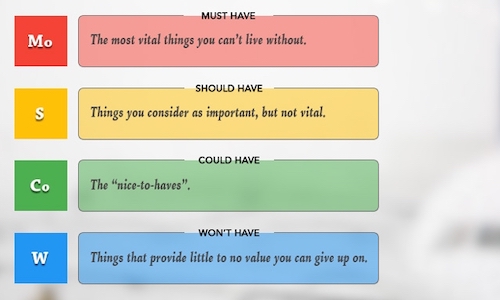 MUST HAVE
Mo
The most vital things you can't live without.
SHOULD HAVE
S
Things you consider as important, but not vital.
COULD HAVE
Co
The “nice-to-haves”.
WON'T HAVE
W
Things that provide little to no value you can give up on.